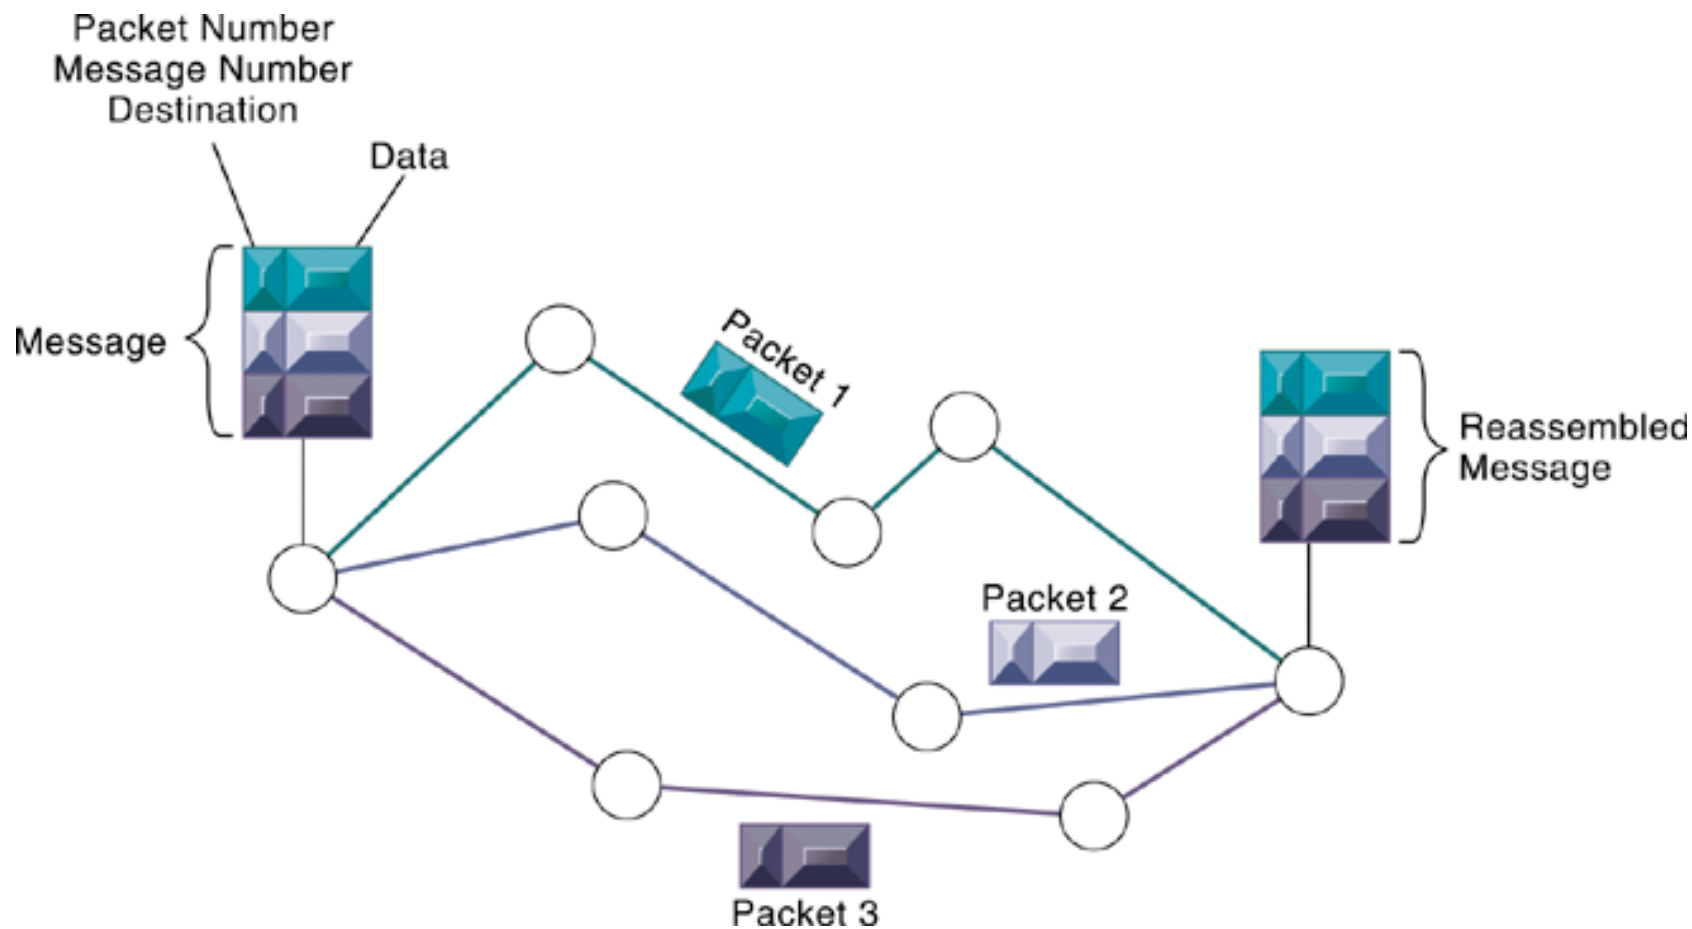 Packet Number
Message Number
Destination
Data
Message
Packet 1
Reassembled
Message
Packet 2
Packet 3